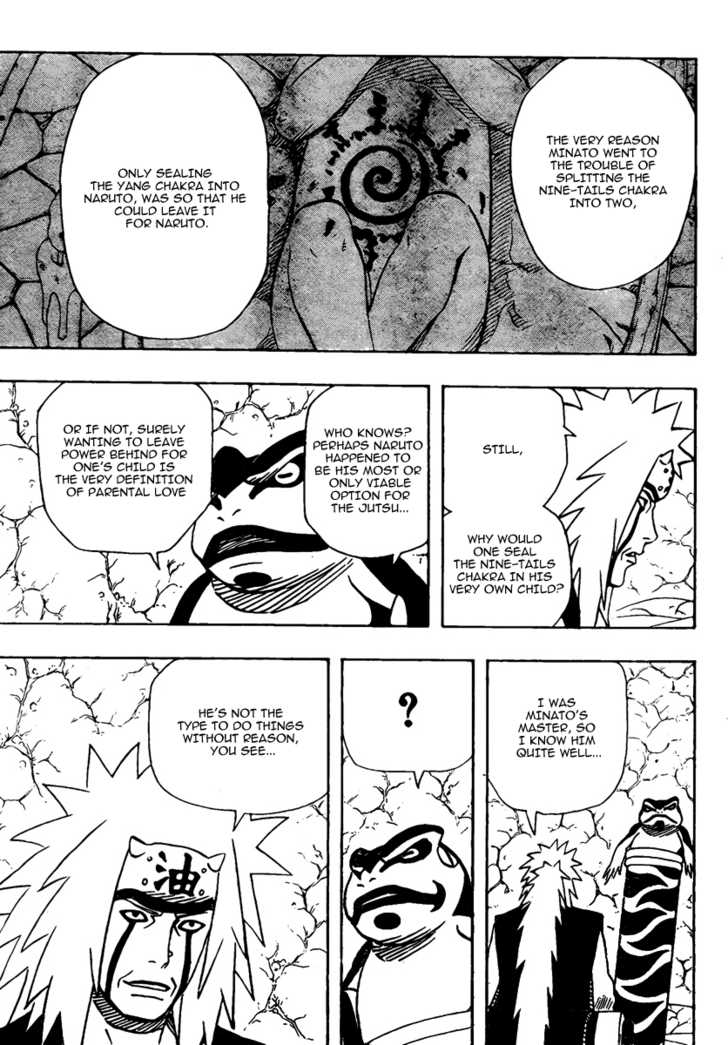 THE VERY REASON
MINATO WENT TO
THE TROUBLE OF
SPLITTING THE
NINE-TAILS CHAKRA
INTO TWO,
ONLY SEALING
THE YANG CHAKRA INTO
NARUTO, WAS SO THAT HE
COULD LEAVE IT
FOR NARUTO.
STILL,
WHY WOULD
ONE SEAL
THE NINE-TAILS
CHAKRA IN HIS
VERY OWN CHILD?
WHO KNOWS?
PERHAPS NARUTO
HAPPENED TO
BE HIS MOST OR
ONLY VIABLE
OPTION FOR
THE JUTSU...
OR IF NOT, SURELY
WANTING TO LEAVE
POWER BEHIND FOR
ONE'S CHILD IS
THE VERY DEFINITION
OF PARENTAL LOVE
I WAS
MINATO'S
MASTER, SO
I KNOW HIM
QUITE WELL...
?
HE'S NOT THE
TYPE TO DO THINGS
WITHOUT REASON,
YOU SEE...
油